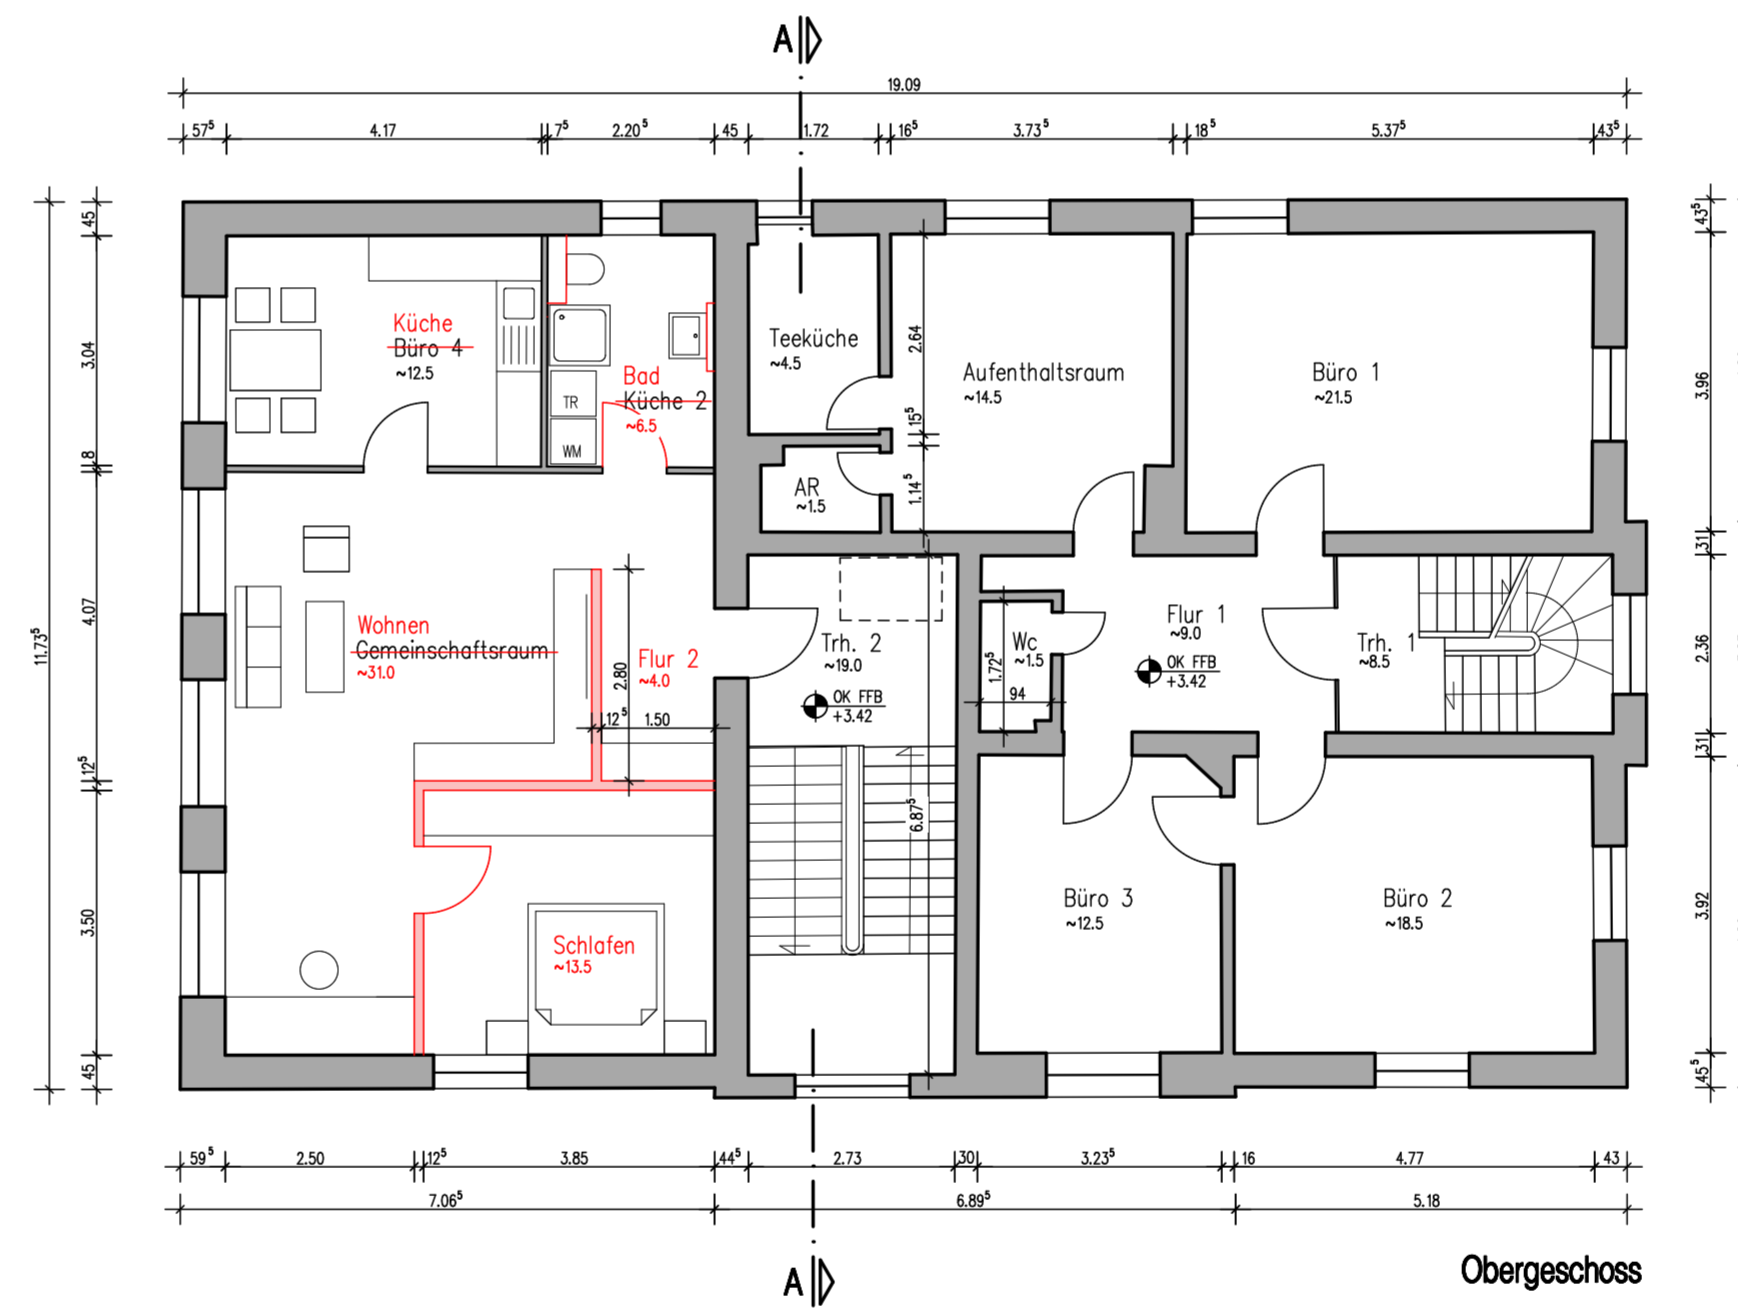 A
19.09
57⁵ 4.17 7⁵ 2.20⁵ 45 1.72 16⁵ 3.73⁵ 18⁵ 5.37⁵ 43⁵
45
3.04
8
4.07
12⁵
3.50
45
11.73⁵
Küche
Büro 4
~12.5
Bad
Küche 2
~6.5
TR
WM
Teeküche
~4.5
2.64
15⁵
1.14⁵
AR
~1.5
Aufenthaltsraum
~14.5
Büro 1
~21.5
Wohnen
Gemeinschaftsraum
~31.0
Flur 2
~4.0
2.80
12⁵ 1.50
Trh. 2
~19.0
OK FFB
+3.42
6.87⁵
Wc
~1.5
1.72⁵
94
Flur 1
~9.0
OK FFB
+3.42
Trh. 1
~8.5
Schlafen
~13.5
Büro 3
~12.5
Büro 2
~18.5
43⁵
3.96
31
2.36
31
3.92
45⁵
59⁵ 2.50 12⁵ 3.85 44⁵ 2.73 30 3.23⁵ 16 4.77 43
7.06⁵ 6.89⁵ 5.18
A
Obergeschoss